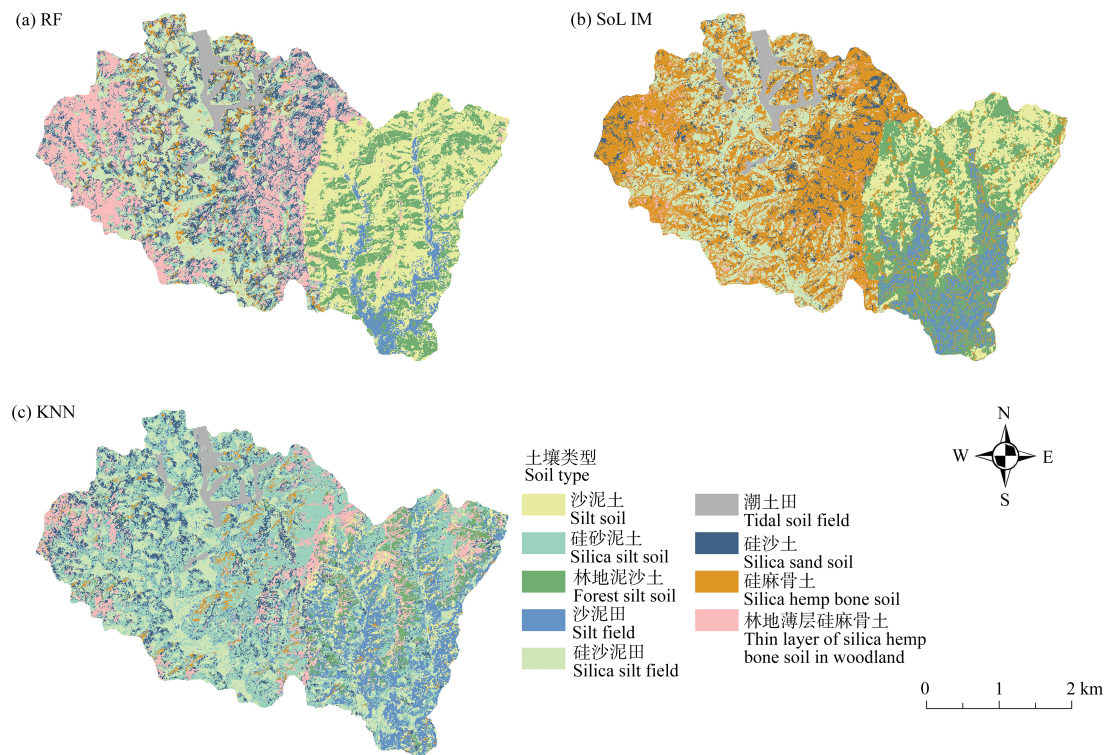 (a) RF
(b) SoL IM
(c) KNN
N
W
E
S
土壤类型
Soil type
沙泥土
Silt soil
硅砂泥土
Silica silt soil
林地泥沙土
Forest silt soil
沙泥田
Silt field
硅沙泥田
Silica silt field
潮土田
Tidal soil field
硅沙土
Silica sand soil
硅麻骨土
Silica hemp bone soil
林地薄层硅麻骨土
Thin layer of silica hemp
bone soil in woodland
0 1 2 km